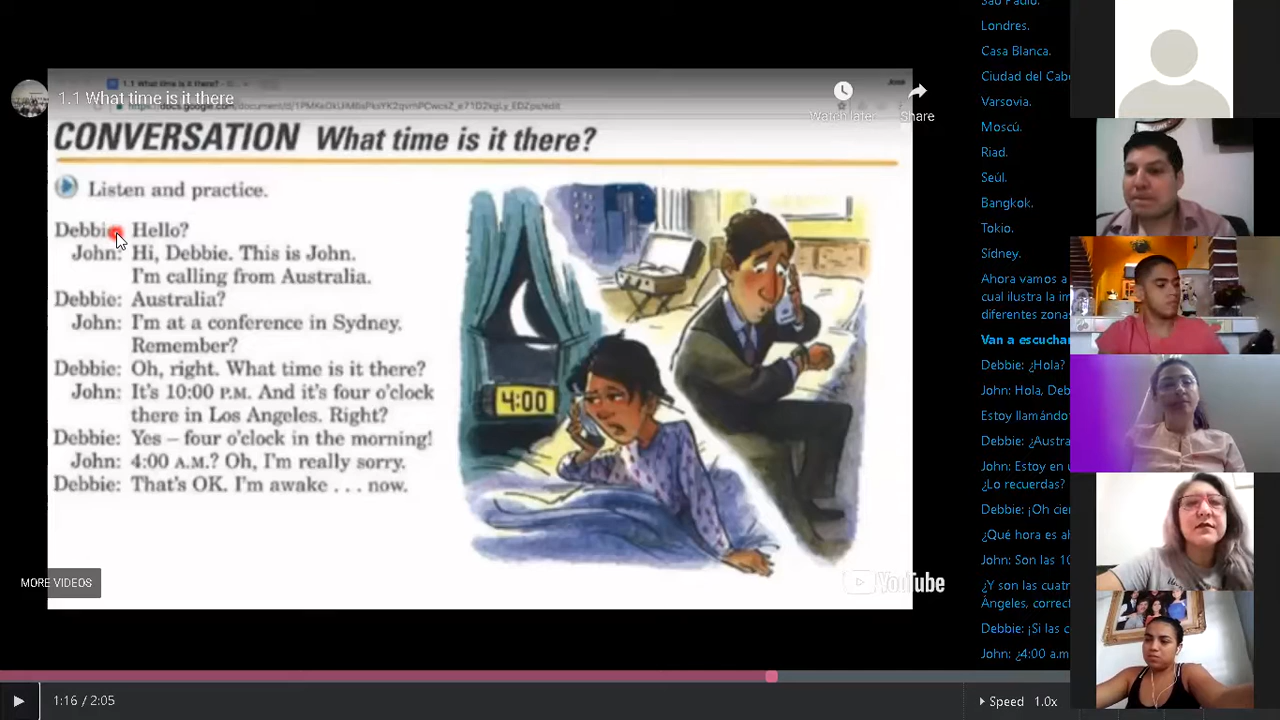 1.1 What time is it there
Watch later
Share
CONVERSATION What time is it there?
Listen and practice.
Debbie: Hello?
John: Hi, Debbie. This is John.
I'm calling from Australia.
Debbie: Australia?
John: I'm at a conference in Sydney.
Remember?
Debbie: Oh, right. What time is it there?
John: It's 10:00 P.M. And it's four o'clock
there in Los Angeles. Right?
Debbie: Yes – four o'clock in the morning!
John: 4:00 A.M.? Oh, I'm really sorry.
Debbie: That's OK. I'm awake . . . now.
4:00
MORE VIDEOS
YouTube
1:16 / 2:05
Speed 1.0x
São Paulo.
Londres.
Casa Blanca.
Ciudad del Cab
Varsovia.
Moscú.
Riad.
Seúl.
Bangkok.
Tokio.
Sidney.
Ahora vamos a
cual ilustra la im
diferentes zonas
Van a escuchar
Debbie: ¿Hola?
John: Hola, Deb
Estoy llamándo
Debbie: ¿Austra
John: Estoy en u
¿Lo recuerdas?
Debbie: ¡Oh cier
¿Qué hora es al
John: Son las 10
¿Y son las cuatr
Ángeles, correct
Debbie: ¡Si las c
John: ¿4:00 a.m